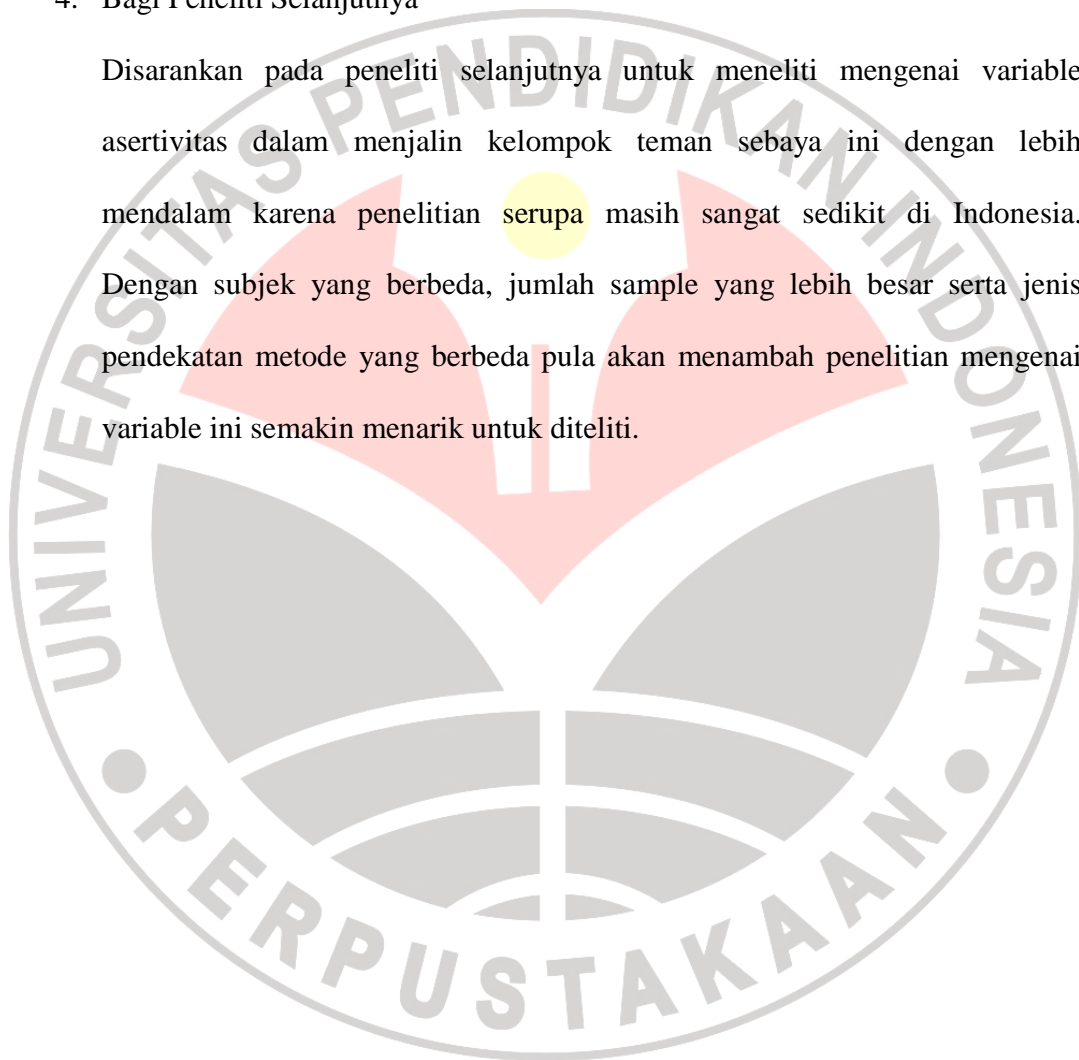 4. Bagi Peneliti Selanjutnya
Disarankan pada peneliti selanjutnya untuk meneliti mengenai variable
asertivitas dalam menjalin kelompok teman sebaya ini dengan lebih
mendalam karena penelitian serupa masih sangat sedikit di Indonesia.
Dengan subjek yang berbeda, jumlah sample yang lebih besar serta jenis
pendekatan metode yang berbeda pula akan menambah penelitian mengenai
variable ini semakin menarik untuk diteliti.
UNIVERSITAS PENDIDIKAN INDONESIA
PERPUSTAKAAN